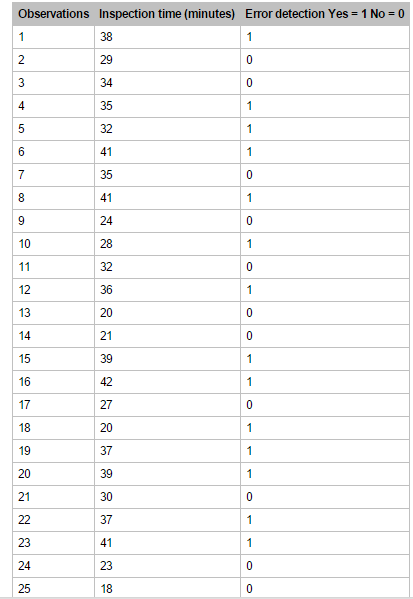 Observations Inspection time (minutes) Error detection Yes = 1 No = 0
1 38 1
2 29 0
3 34 0
4 35 1
5 32 1
6 41 1
7 35 0
8 41 1
9 24 0
10 28 1
11 32 0
12 36 1
13 20 0
14 21 0
15 39 1
16 42 1
17 27 0
18 20 1
19 37 1
20 39 1
21 30 0
22 37 1
23 41 1
24 23 0
25 18 0